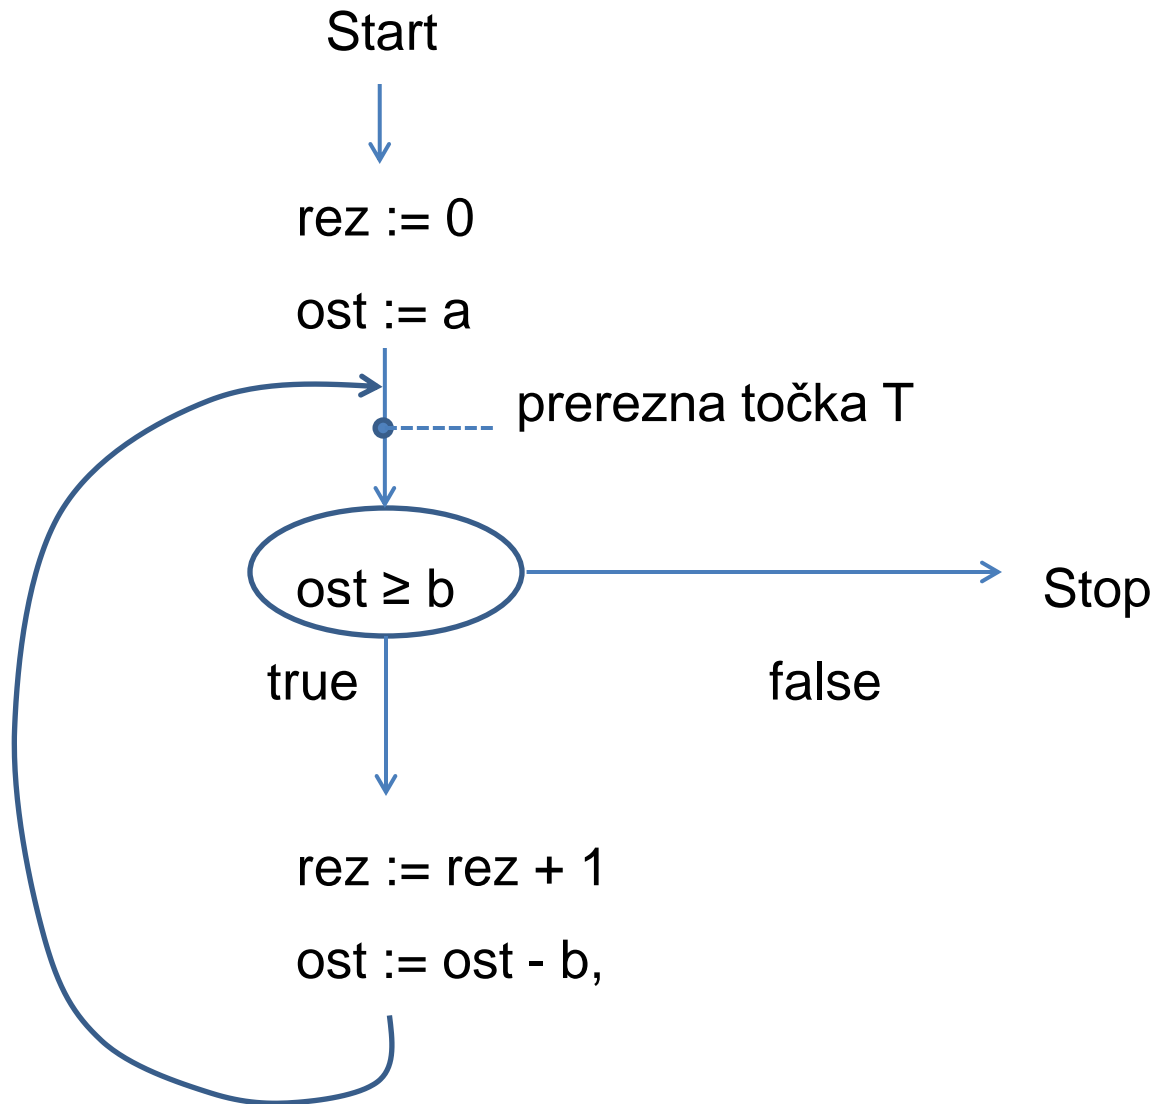 Start
rez := 0
ost := a
prerezna točka T
ost ≥ b
Stop
true
false
rez := rez + 1
ost := ost - b,